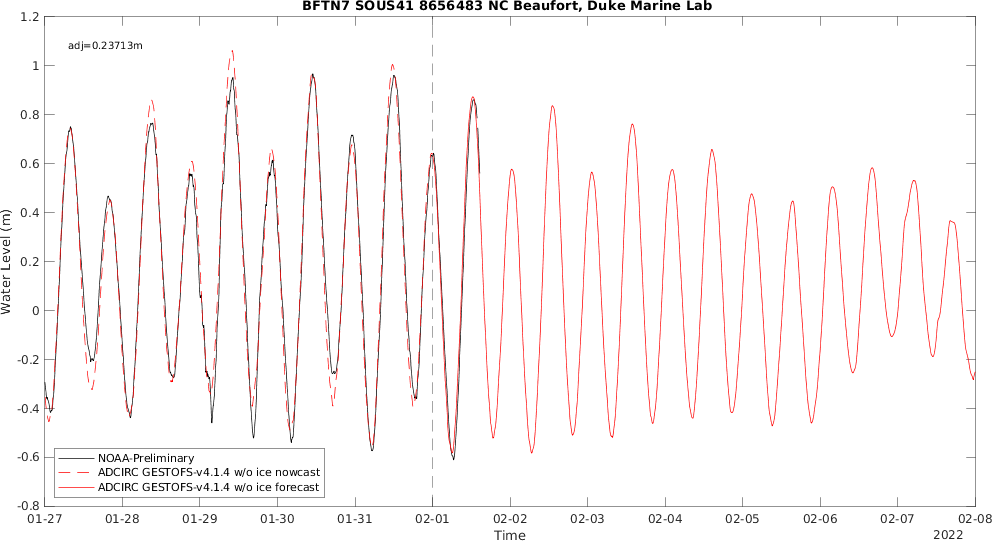 BFTN7 SOUS41 8656483 NC Beaufort, Duke Marine Lab
1.2
adj=0.23713m
1
0.8
0.6
0.4
0.2
0
-0.2
-0.4
-0.6
-0.8
Water Level (m)
NOAA-Preliminary
ADCIRC GESTOFS-v4.1.4 w/o ice nowcast
ADCIRC GESTOFS-v4.1.4 w/o ice forecast
01-27 01-28 01-29 01-30 01-31 02-01 02-02 02-03 02-04 02-05 02-06 02-07 02-08
Time
2022